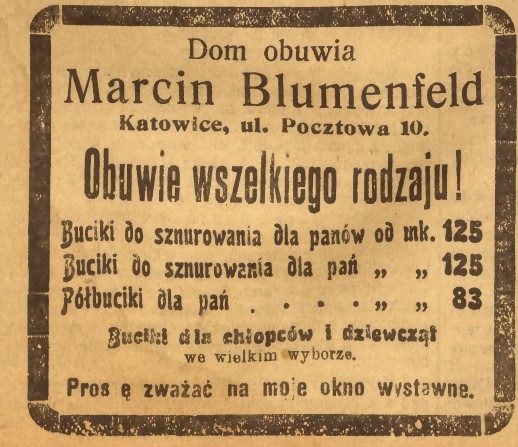 Dom obuwia
Marcin Blumenfeld
Katowice, ul. Pocztowa 10.
Obuwie wszelkiego rodzaju!
Buciki do sznurowania dla panów od mk. 125
Buciki do sznurowania dla pań „ „ 125
Półbuciki dla pań . . . . „ „ 83
Buciki dla chłopców i dziewcząt
we wielkim wyborze.
Pros ę zważać na moje okno wystawne.